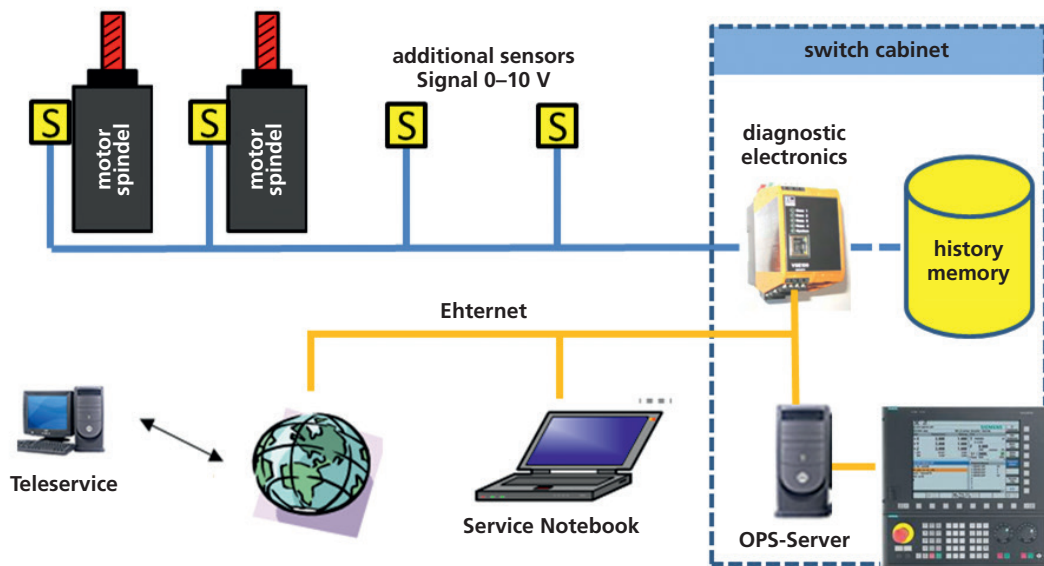 additional sensors
Signal 0–10 V
switch cabinet
S
S
S
S
motor
spindel
motor
spindel
diagnostic
electronics
history
memory
Ehternet
Teleservice
Service Notebook
OPS-Server